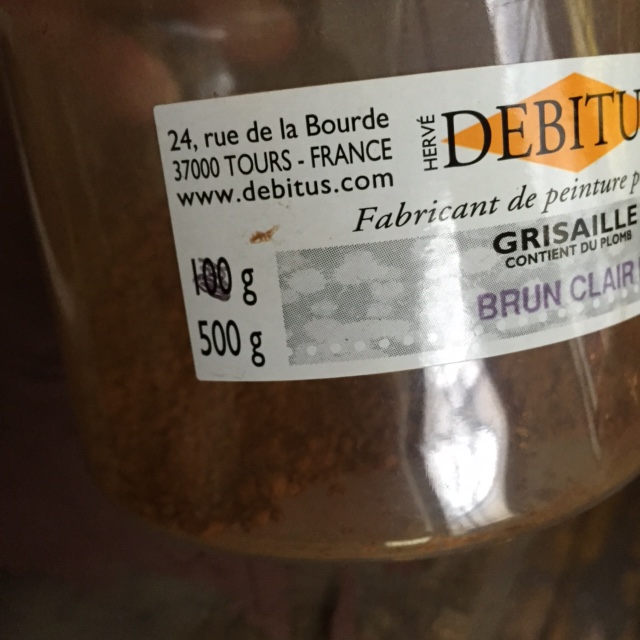 24, rue de la Bourde
37000 TOURS - FRANCE
www.debitus.com
HERVÉ
DEBITU
Fabricant de peinture p
GRISAILLE
CONTIENT DU PLOMB
BRUN CLAIR
100 g
500 g